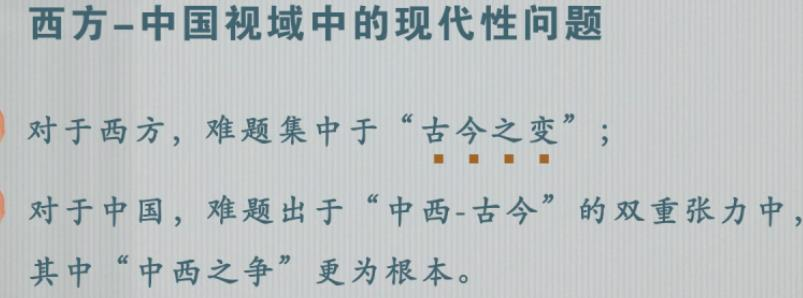 西方–中国视域中的现代性问题
对于西方，难题集中于“古今之变”；
对于中国，难题出于“中西-古今”的双重张力中，
其中“中西之争”更为根本。